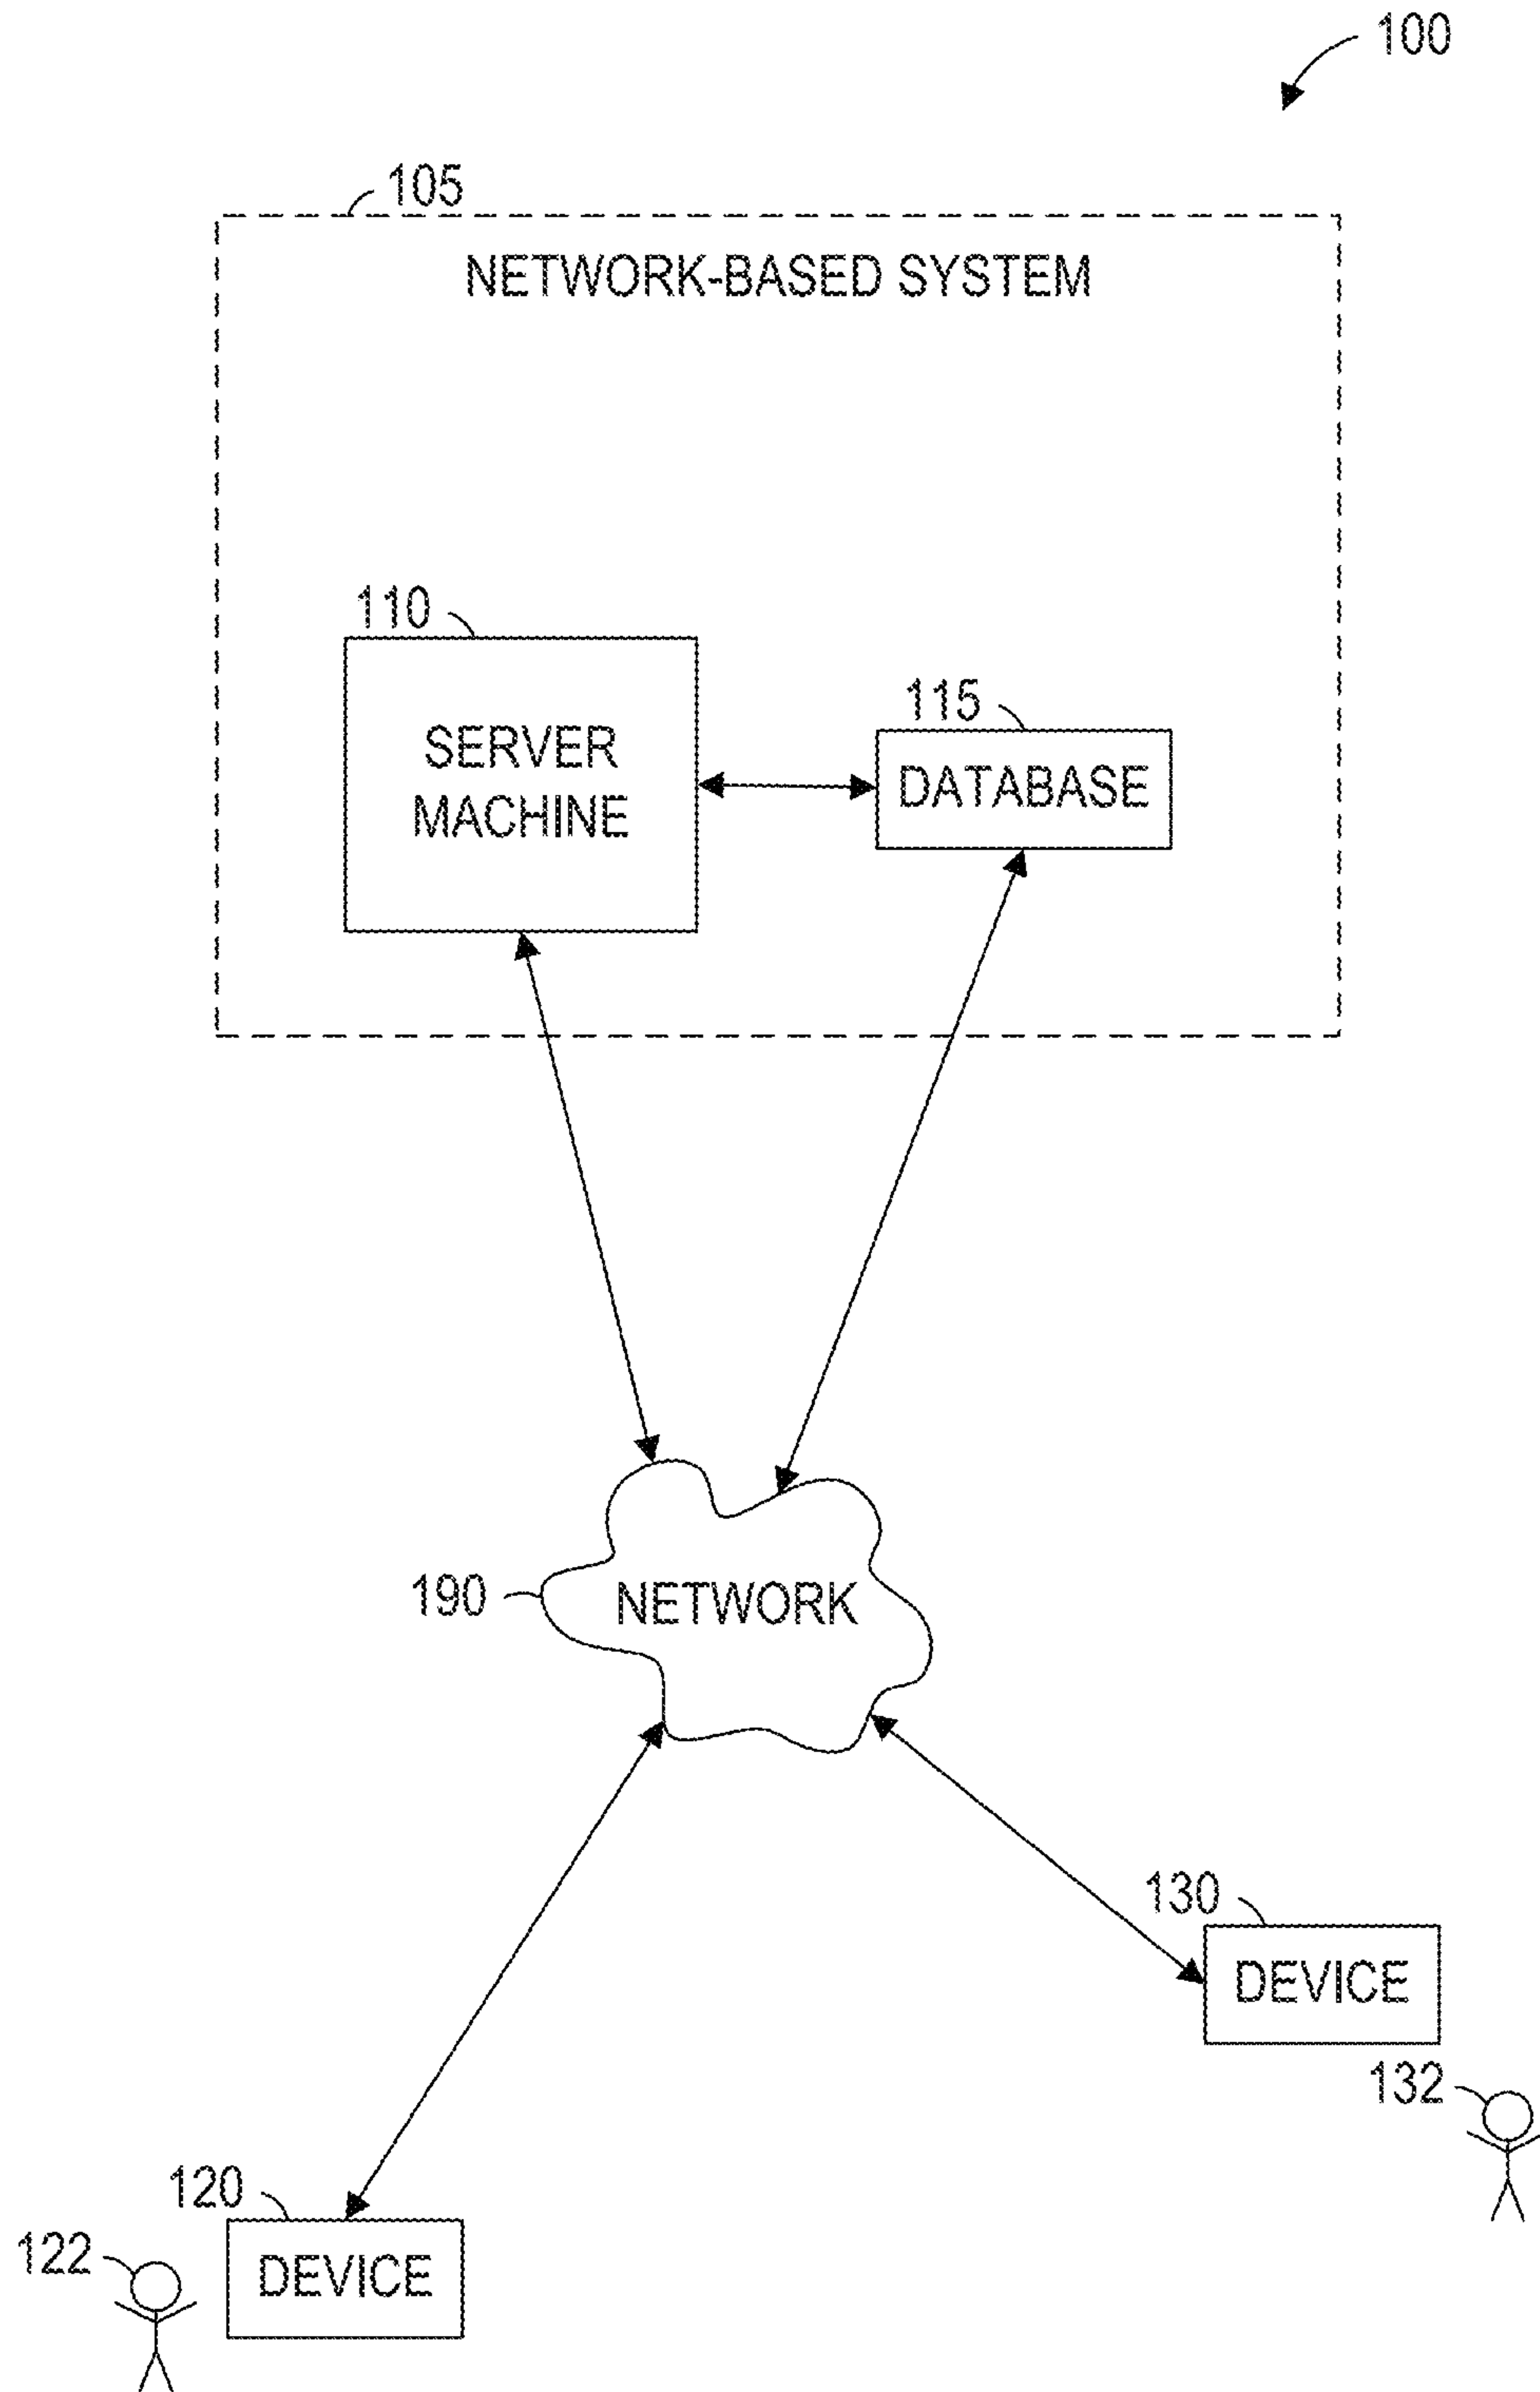 100
105
NETWORK-BASED SYSTEM
110
SERVER
MACHINE
115
DATABASE
190
NETWORK
130
DEVICE
132
120
DEVICE
122